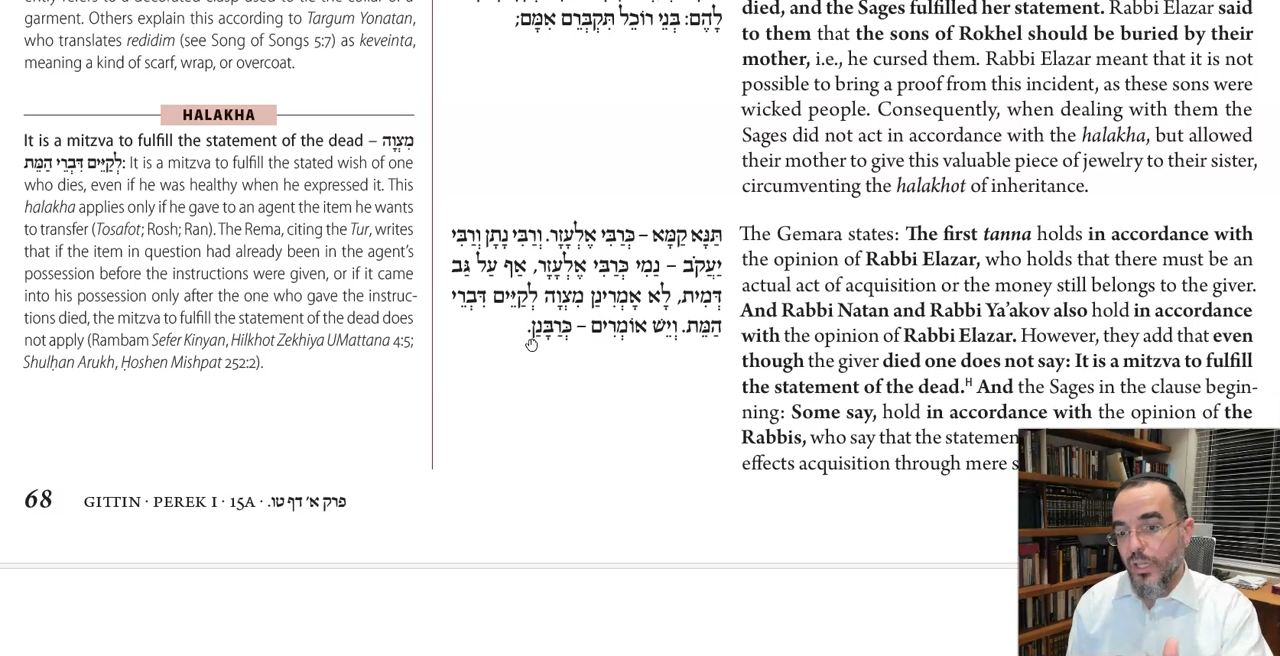 garment. Others explain this according to Targum Yonatan,
who translates redidim (see Song of Songs 5:7) as keveinta,
meaning a kind of scarf, wrap, or overcoat.
HALAKHA
It is a mitzva to fulfill the statement of the dead – מִצְוָה
לְקַיֵּים דִּבְרֵי הַמֵּת: It is a mitzva to fulfill the stated wish of one
who dies, even if he was healthy when he expressed it. This
halakha applies only if he gave to an agent the item he wants
to transfer (Tosafot; Rosh; Ran). The Rema, citing the Tur, writes
that if the item in question had already been in the agent's
possession before the instructions were given, or if it came
into his possession only after the one who gave the instruc-
tions died, the mitzva to fulfill the statement of the dead does
not apply (Rambam Sefer Kinyan, Hilkhot Zekhiya UMattana 4:5;
Shulḥan Arukh, Ḥoshen Mishpat 252:2).
לָהֶם: בְּנֵי רוֹכֵל תִּקְבְּרֵם אִמָּם;
תַּנָּא קַמָּא – כְּרַבִּי אֶלְעָזָר. וְרַבִּי נָתָן וְרַבִּי
יַעֲקֹב – נַמִי כְּרַבִּי אֶלְעָזָר, אַף עַל גַּב
דְּמִית, לָא אָמְרִינַן מִצְוָה לְקַיֵּים דִּבְרֵי
הַמֵּת. וְיֵשׁ אוֹמְרִים – כְּרַבָּנַן.
died, and the Sages fulfilled her statement. Rabbi Elazar said
to them that the sons of Rokhel should be buried by their
mother, i.e., he cursed them. Rabbi Elazar meant that it is not
possible to bring a proof from this incident, as these sons were
wicked people. Consequently, when dealing with them the
Sages did not act in accordance with the halakha, but allowed
their mother to give this valuable piece of jewelry to their sister,
circumventing the halakhot of inheritance.
The Gemara states: The first tanna holds in accordance with
the opinion of Rabbi Elazar, who holds that there must be an
actual act of acquisition or the money still belongs to the giver.
And Rabbi Natan and Rabbi Ya'akov also hold in accordance
with the opinion of Rabbi Elazar. However, they add that even
though the giver died one does not say: It is a mitzva to fulfill
the statement of the dead.H And the Sages in the clause begin-
ning: Some say, hold in accordance with the opinion of the
Rabbis, who say that the
effects acquisition through mere
68 GITTIN · PEREK I · 15A · פרק א׳ דף טו.